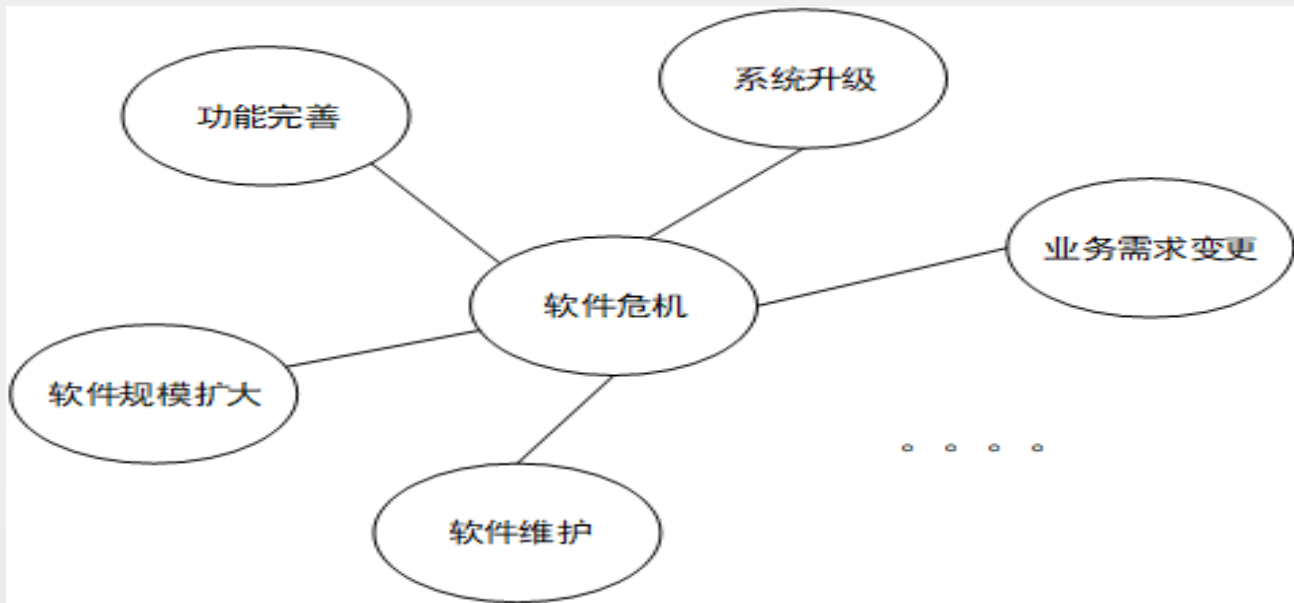 系统升级
功能完善
业务需求变更
软件危机
软件规模扩大
。。。。
软件维护